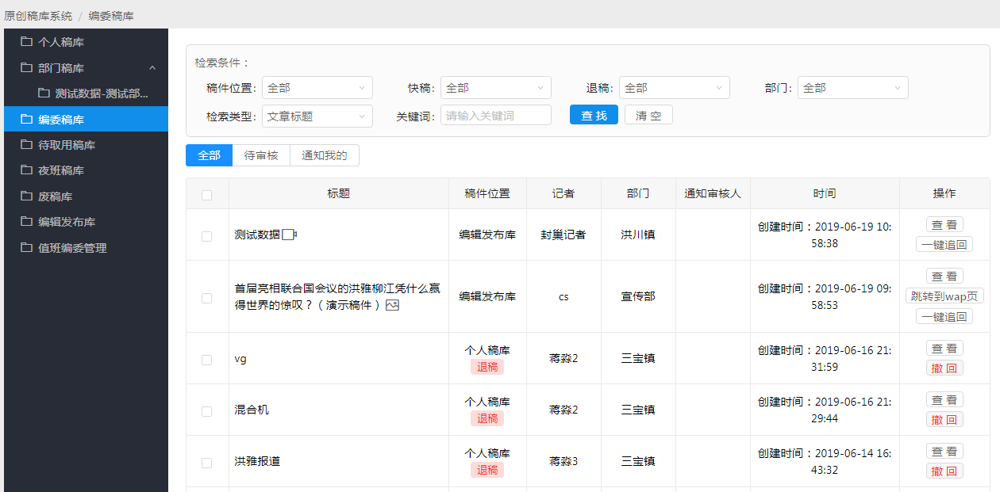 原创稿库系统 / 编委稿库
个人稿库
部门稿库
测试数据-测试部...
编委稿库
待取用稿库
夜班稿库
废稿库
编辑发布库
值班编委管理
检索条件：
稿件位置: 全部 快稿: 全部 退稿: 全部 部门: 全部
检索类型: 文章标题 关键词: 请输入关键词 查 找 清 空
全部 待审核 通知我的
标题 稿件位置 记者 部门 通知审核人 时间 操作
测试数据 编辑发布库 封巢记者 洪川镇 创建时间：2019-06-19 10:
58:38
查 看
一键追回
首届亮相联合国会议的洪雅柳江凭什么赢
得世界的惊叹？（演示稿件） 编辑发布库 cs 宣传部 创建时间：2019-06-19 09:
58:53
查 看
跳转到wap页
一键追回
vg 个人稿库
退稿
蒋淼2 三宝镇 创建时间：2019-06-16 21:
31:59
查 看
撤 回
混合机 个人稿库
退稿
蒋淼2 三宝镇 创建时间：2019-06-16 21:
29:44
查 看
撤 回
洪雅报道 个人稿库
退稿
蒋淼3 三宝镇 创建时间：2019-06-14 16:
43:32
查 看
撤 回